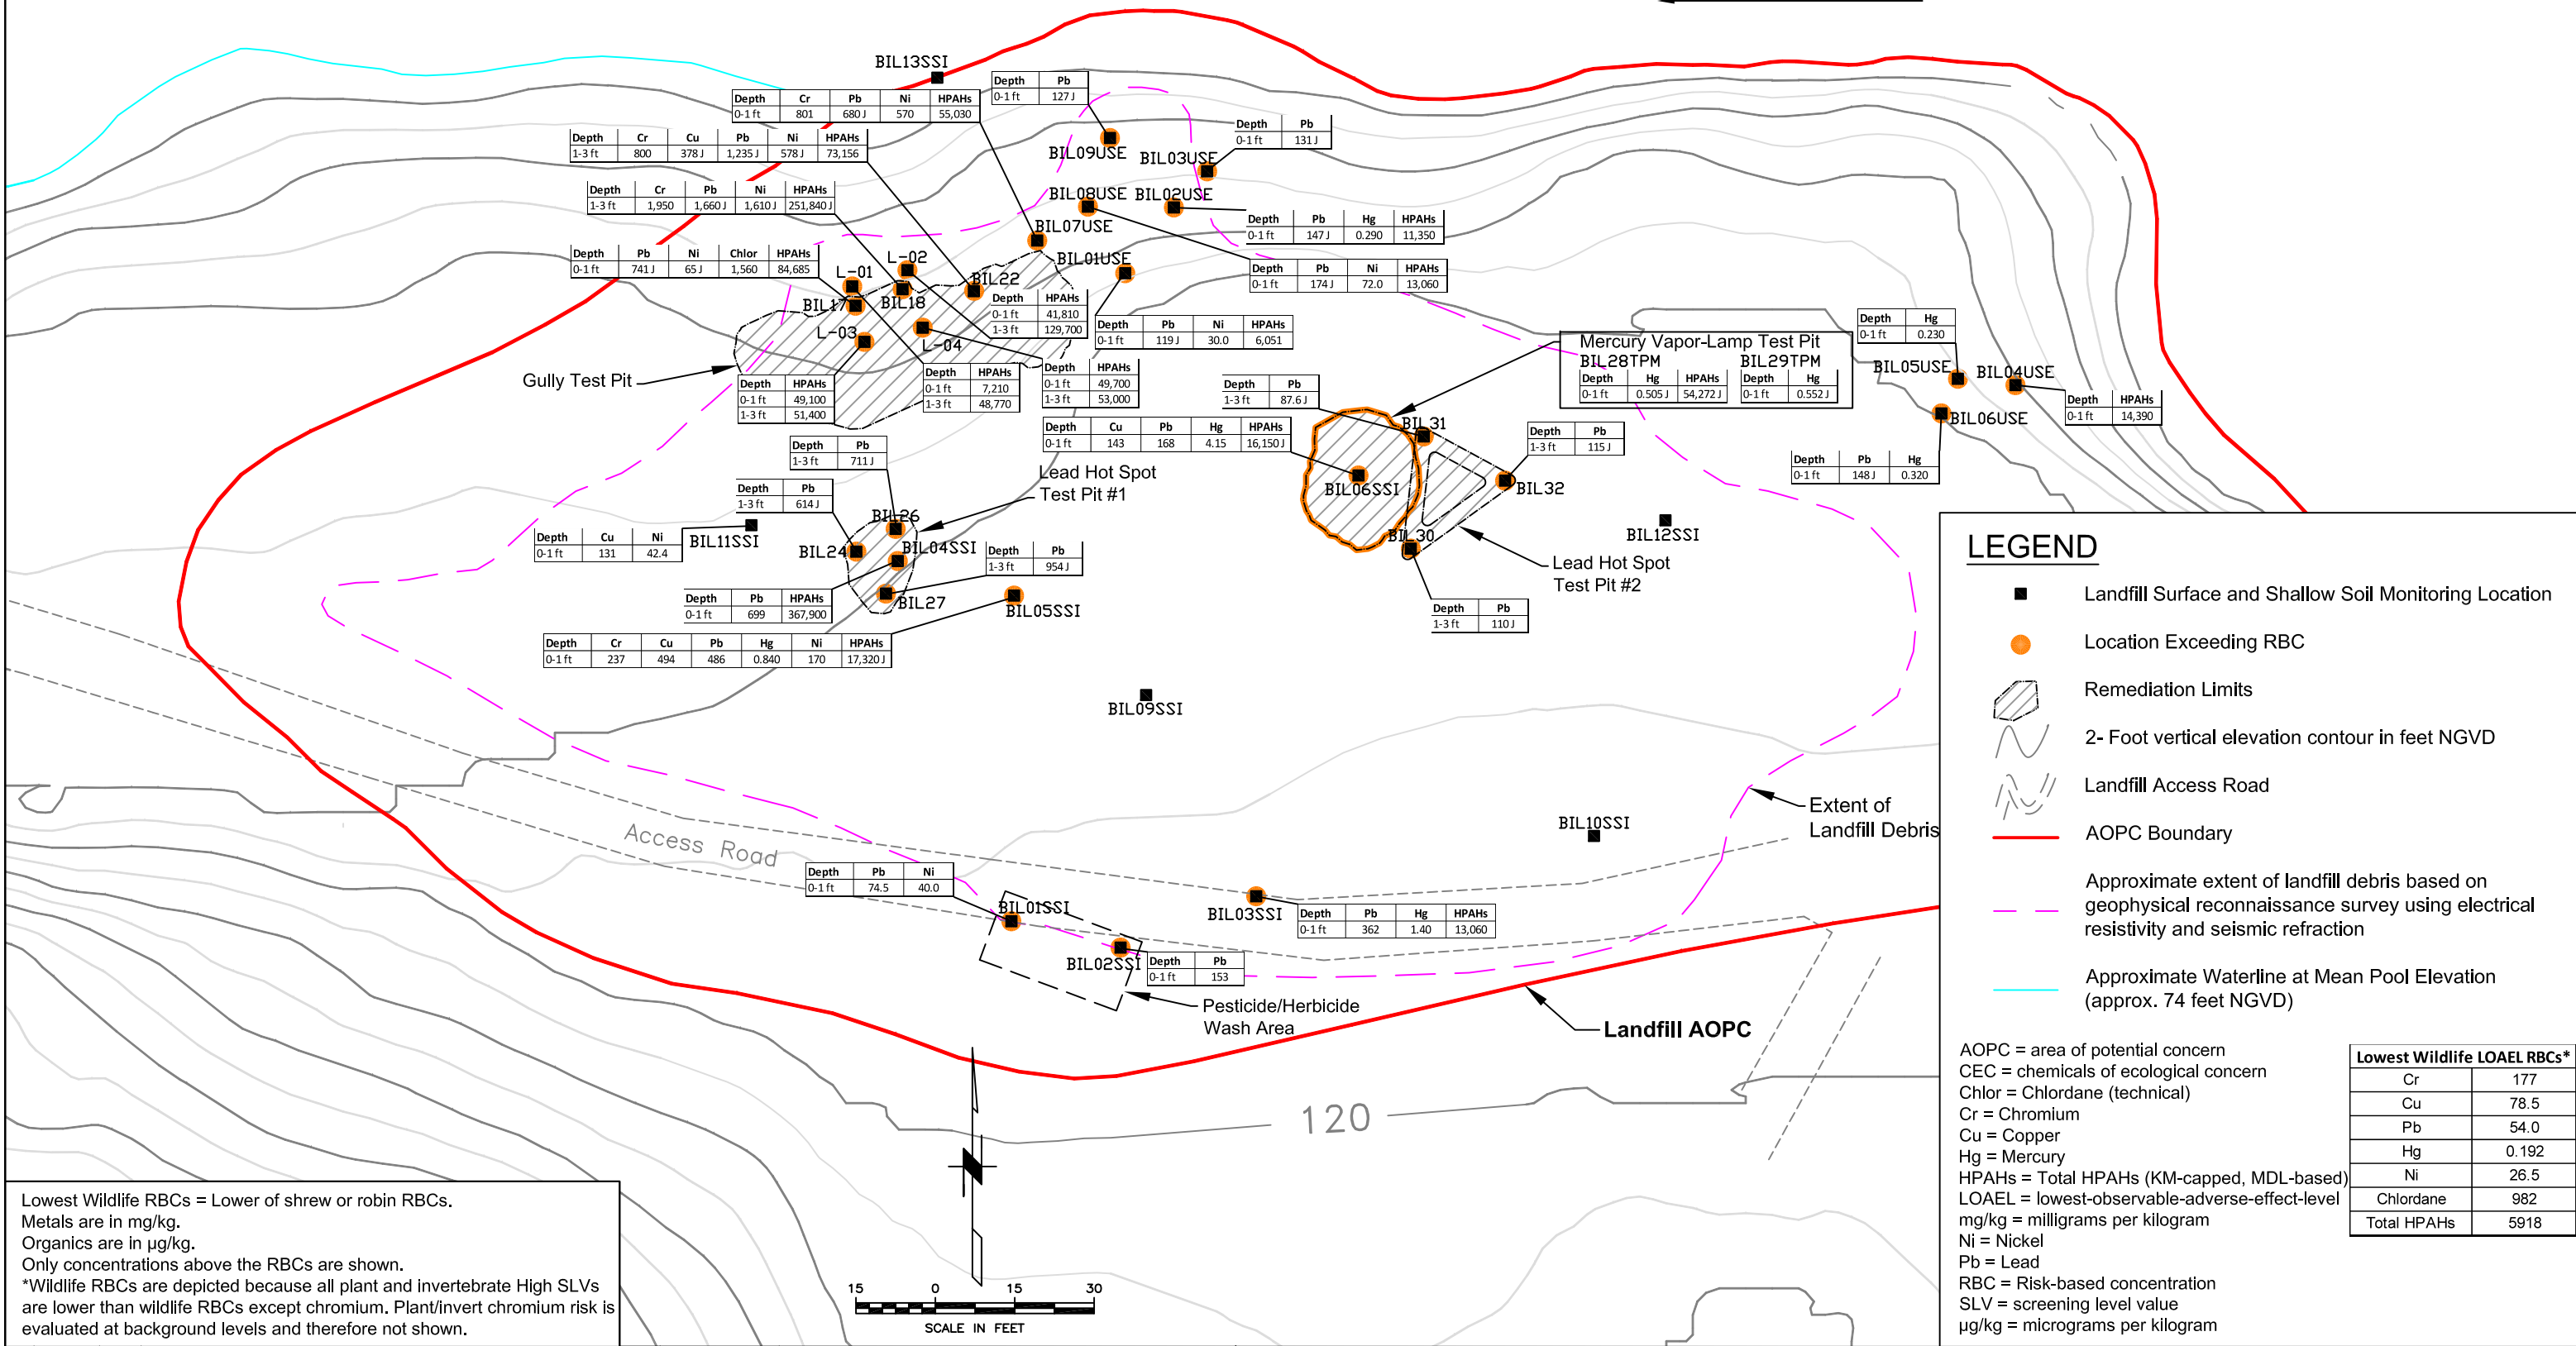 BIL13SSI
Depth Pb
0-1 ft 127 J
Depth Cr Pb Ni HPAHs
0-1 ft 801 680 J 570 55,030
Depth Pb
0-1 ft 131 J
Depth Cr Cu Pb Ni HPAHs
1-3 ft 800 378 J 1,235 J 578 J 73,156
BIL09USE
BIL03USE
Depth Cr Pb Ni HPAHs
1-3 ft 1,950 1,660 J 1,610 J 251,840 J
BIL08USE
BIL02USE
BIL07USE
Depth Pb Hg HPAHs
0-1 ft 147 J 0.290 11,350
Depth Pb Ni Chlor HPAHs
0-1 ft 741 J 65 J 1,560 84,685
L-02
L-01
BIL01USE
Depth Pb Ni HPAHs
0-1 ft 174 J 72.0 13,060
BIL22
BIL17
BIL18
Depth HPAHs
0-1 ft 41,810
1-3 ft 129,700
L-03
L-04
Depth Pb Ni HPAHs
0-1 ft 119 J 30.0 6,051
Depth Hg
0-1 ft 0.230
Mercury Vapor-Lamp Test Pit
BIL28TPM BIL29TPM
Depth Hg HPAHs
0-1 ft 0.505 J 54,272 J
Depth Hg
0-1 ft 0.552 J
BIL05USE
BIL04USE
BIL06USE
Depth HPAHs
0-1 ft 14,390
Gully Test Pit
Depth HPAHs
0-1 ft 49,100
1-3 ft 51,400
Depth HPAHs
0-1 ft 7,210
1-3 ft 48,770
Depth HPAHs
0-1 ft 49,700
1-3 ft 53,000
Depth Pb
1-3 ft 87.6 J
Depth Cu Pb Hg HPAHs
0-1 ft 143 168 4.15 16,150 J
BIL31
Depth Pb
1-3 ft 115 J
Depth Pb
1-3 ft 711 J
Lead Hot Spot
Test Pit #1
Depth Pb Hg
0-1 ft 148 J 0.320
BIL06SSI
BIL32
Depth Pb
1-3 ft 614 J
BIL26
BIL11SSI
Depth Cu Ni
0-1 ft 131 42.4
BIL24
BIL04SSI
BIL30
BIL12SSI
Depth Pb
1-3 ft 954 J
Lead Hot Spot
Test Pit #2
Depth Pb HPAHs
0-1 ft 699 367,900
BIL27
BIL05SSI
Depth Pb
1-3 ft 110 J
Depth Cr Cu Pb Hg Ni HPAHs
0-1 ft 237 494 486 0.840 170 17,320 J
BIL09SSI
Extent of
Landfill Debris
BIL10SSI
Access Road
Depth Pb Ni
0-1 ft 74.5 40.0
BIL01SSI
BIL03SSI
Depth Pb Hg HPAHs
0-1 ft 362 1.40 13,060
BIL02SSI
Depth Pb
0-1 ft 153
Pesticide/Herbicide
Wash Area
Landfill AOPC
120
15 0 15 30
SCALE IN FEET
Lowest Wildlife RBCs = Lower of shrew or robin RBCs.
Metals are in mg/kg.
Organics are in µg/kg.
Only concentrations above the RBCs are shown.
*Wildlife RBCs are depicted because all plant and invertebrate High SLVs
are lower than wildlife RBCs except chromium. Plant/invert chromium risk is
evaluated at background levels and therefore not shown.
LEGEND
Landfill Surface and Shallow Soil Monitoring Location
Location Exceeding RBC
Remediation Limits
2- Foot vertical elevation contour in feet NGVD
Landfill Access Road
AOPC Boundary
Approximate extent of landfill debris based on
geophysical reconnaissance survey using electrical
resistivity and seismic refraction
Approximate Waterline at Mean Pool Elevation
(approx. 74 feet NGVD)
AOPC = area of potential concern
CEC = chemicals of ecological concern
Chlor = Chlordane (technical)
Cr = Chromium
Cu = Copper
Hg = Mercury
HPAHs = Total HPAHs (KM-capped, MDL-based)
LOAEL = lowest-observable-adverse-effect-level
mg/kg = milligrams per kilogram
Ni = Nickel
Pb = Lead
RBC = Risk-based concentration
SLV = screening level value
µg/kg = micrograms per kilogram
Lowest Wildlife LOAEL RBCs*
Cr 177
Cu 78.5
Pb 54.0
Hg 0.192
Ni 26.5
Chlordane 982
Total HPAHs 5918